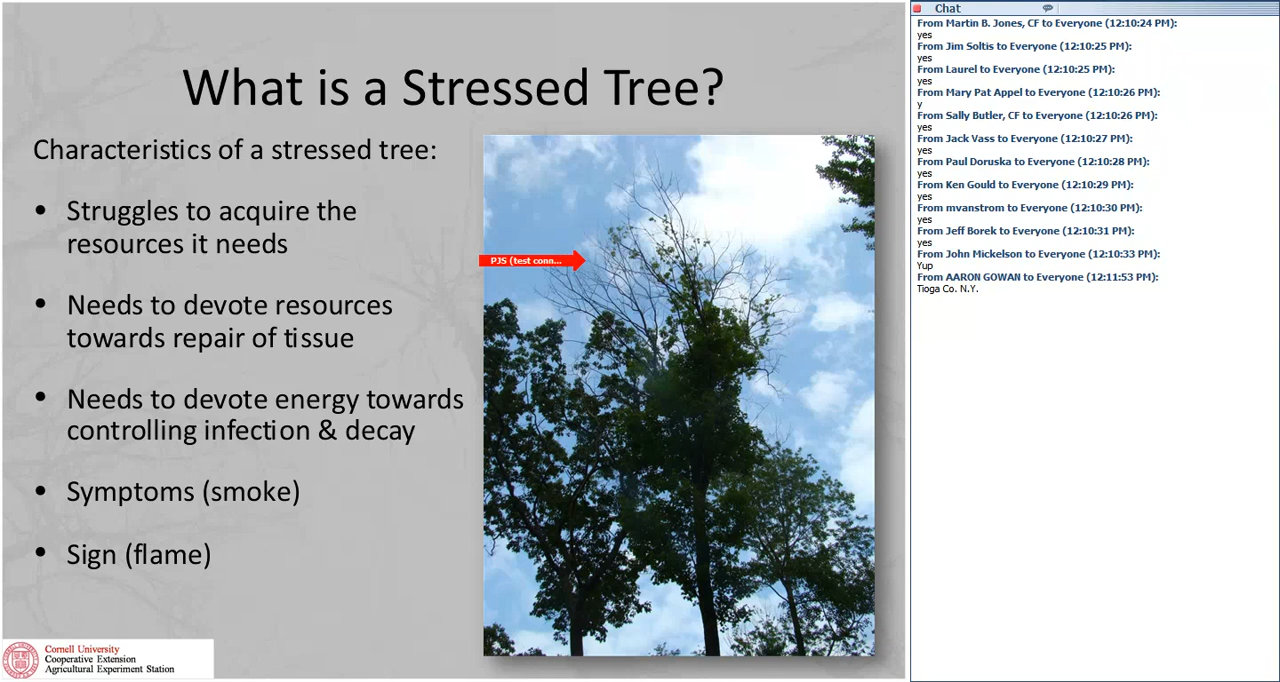 What is a Stressed Tree?
Characteristics of a stressed tree:
• Struggles to acquire the
resources it needs
• Needs to devote resources
towards repair of tissue
• Needs to devote energy towards
controlling infection & decay
• Symptoms (smoke)
• Sign (flame)
PJS (test conn...
Cornell University
Cooperative Extension
Agricultural Experiment Station
Chat
From Martin B. Jones, CF to Everyone (12:10:24 PM):
yes
From Jim Soltis to Everyone (12:10:25 PM):
yes
From Laurel to Everyone (12:10:25 PM):
yes
From Mary Pat Appel to Everyone (12:10:26 PM):
y
From Sally Butler, CF to Everyone (12:10:26 PM):
yes
From Jack Vass to Everyone (12:10:27 PM):
yes
From Paul Doruska to Everyone (12:10:28 PM):
yes
From Ken Gould to Everyone (12:10:29 PM):
yes
From mvanstrom to Everyone (12:10:30 PM):
yes
From Jeff Borek to Everyone (12:10:31 PM):
yes
From John Mickelson to Everyone (12:10:33 PM):
Yup
From AARON GOWAN to Everyone (12:11:53 PM):
Tioga Co. N.Y.